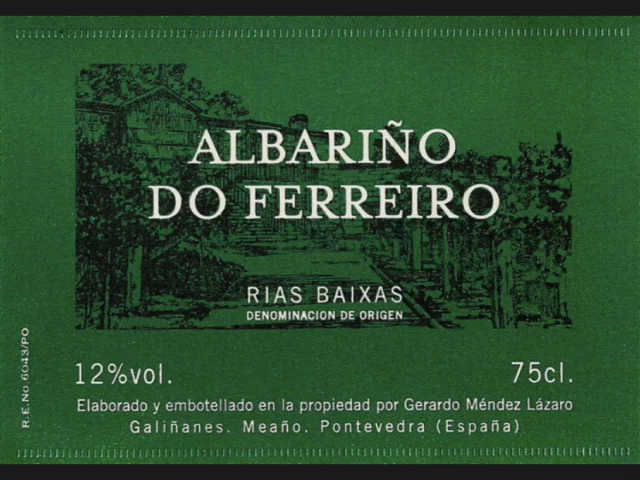 ALBARIÑO
DO FERREIRO
RIAS BAIXAS
DENOMINACION DE ORIGEN
12%vol.
75cl.
Elaborado y embotellado en la propiedad por Gerardo Méndez Lázaro
Galiñanes. Meaño. Pontevedra (España)
R.E.No 6043/PO